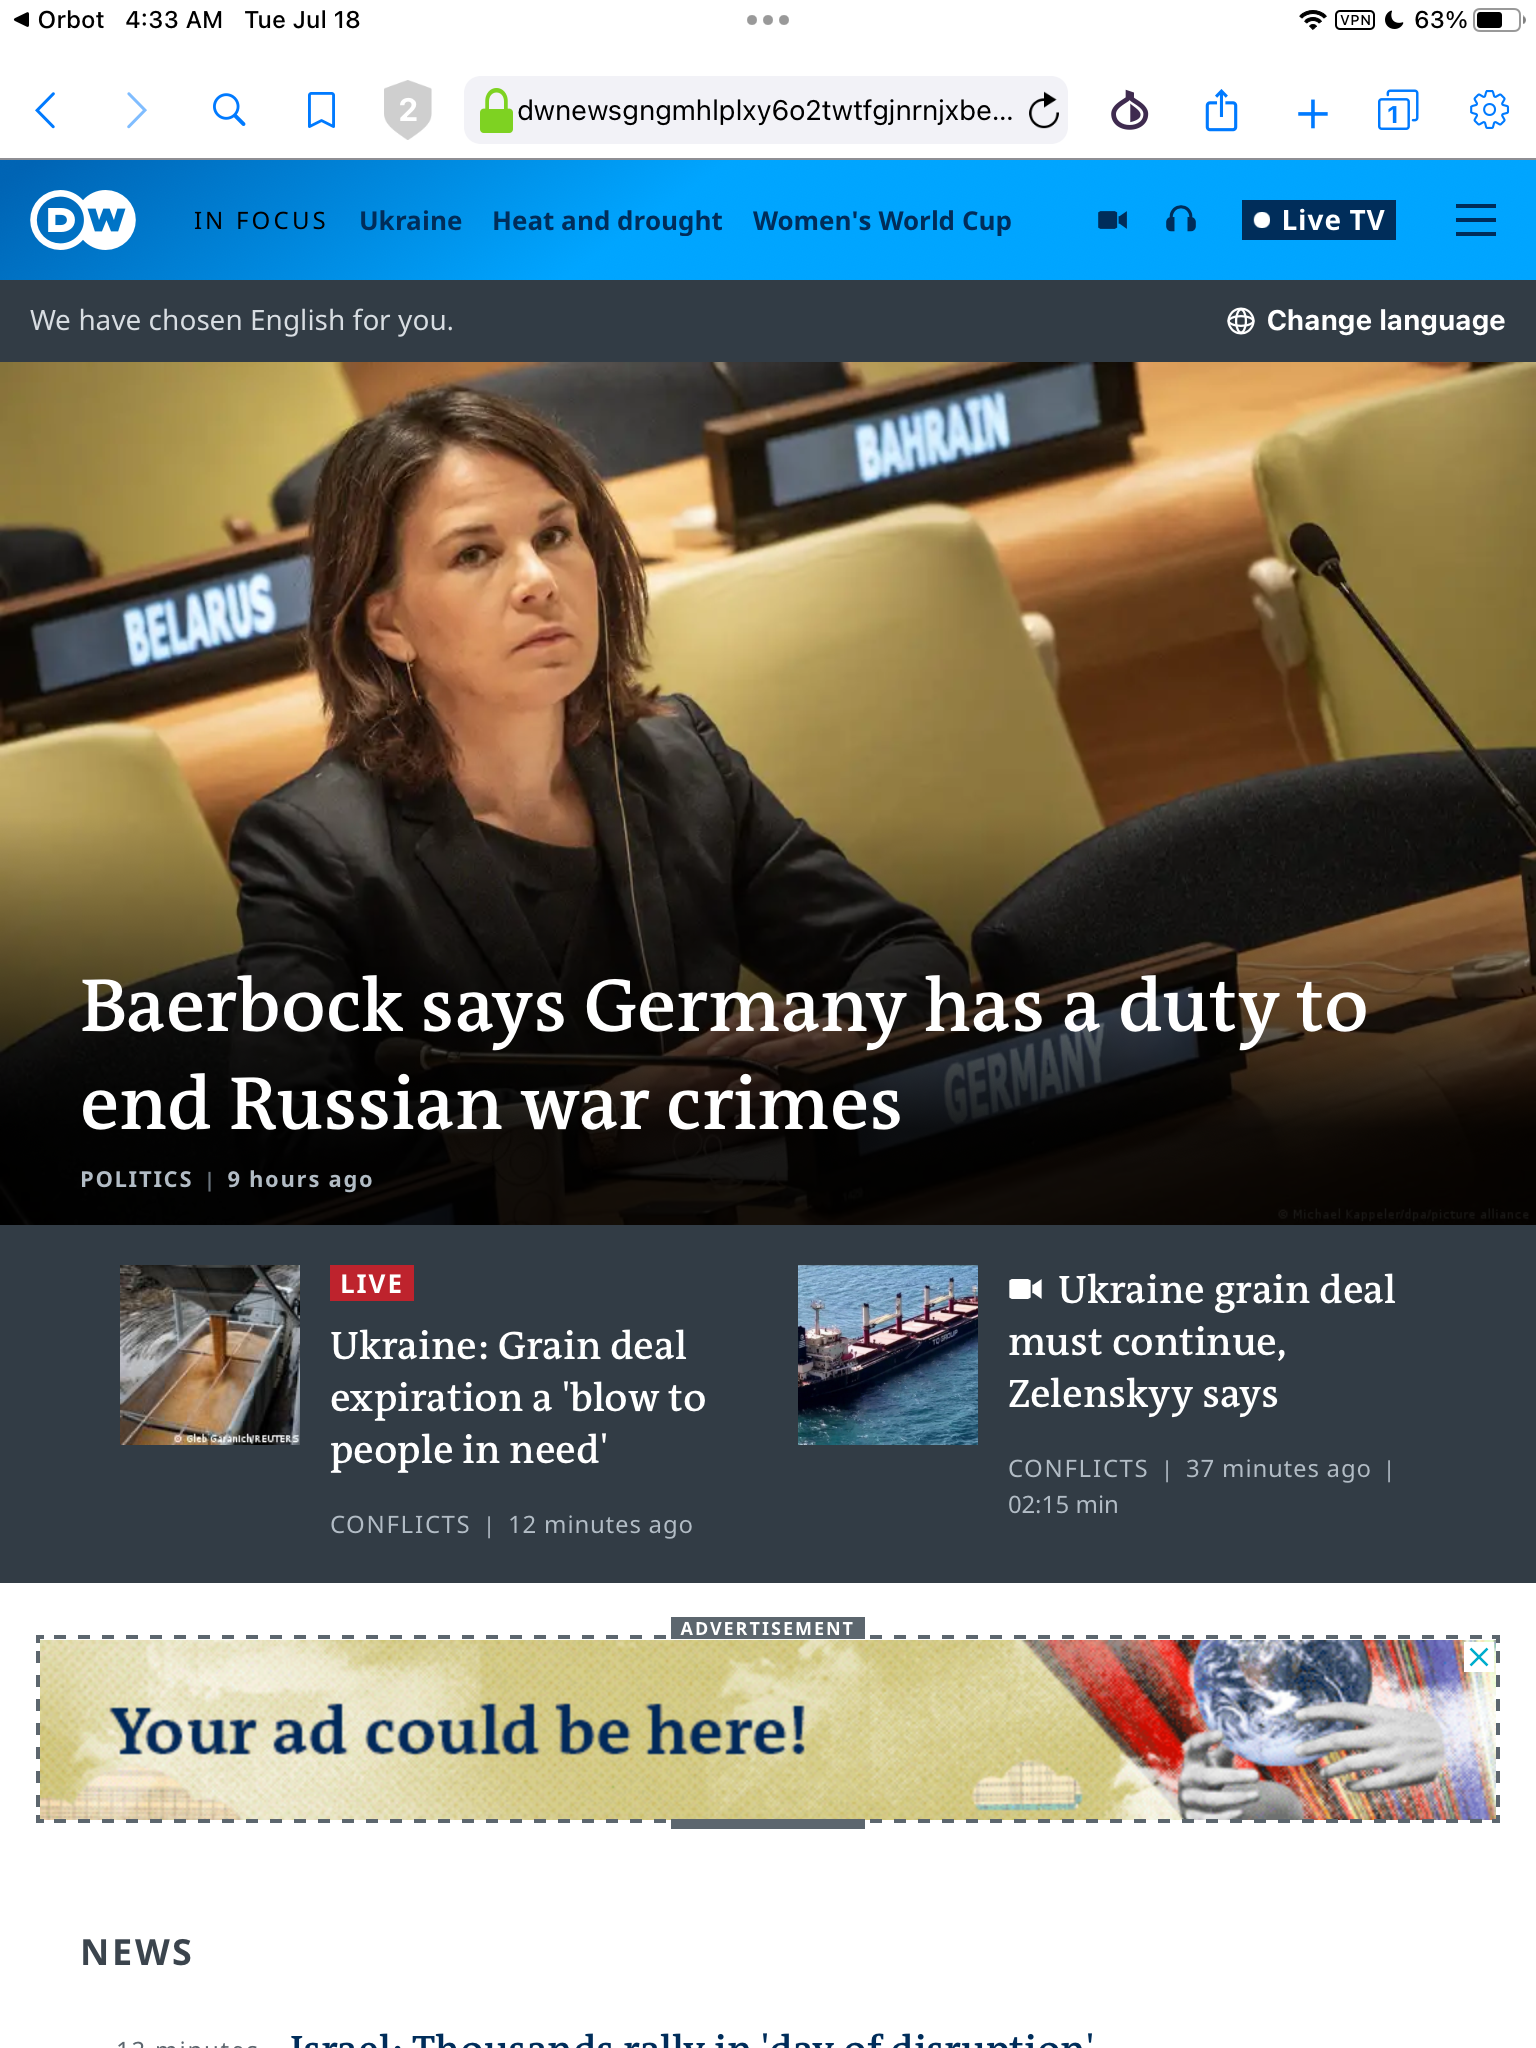 Orbot 4:33 AM Tue Jul 18
VPN 63%
2
dwnewsgngmhlplxy6o2twtfgjnrnjxbe...
1
DW
IN FOCUS Ukraine Heat and drought Women's World Cup
Live TV
We have chosen English for you.
Change language
BAHRAIN
BELARUS
GERMANY
Baerbock says Germany has a duty to
end Russian war crimes
POLITICS | 9 hours ago
© Michael Kappeler/dpa/picture alliance
© Gleb Garanich/REUTERS
LIVE
Ukraine: Grain deal
expiration a 'blow to
people in need'
CONFLICTS | 12 minutes ago
Ukraine grain deal
must continue,
Zelenskyy says
CONFLICTS | 37 minutes ago |
02:15 min
ADVERTISEMENT
Your ad could be here!
NEWS
Israel: Thousands rally in 'day of disruption'